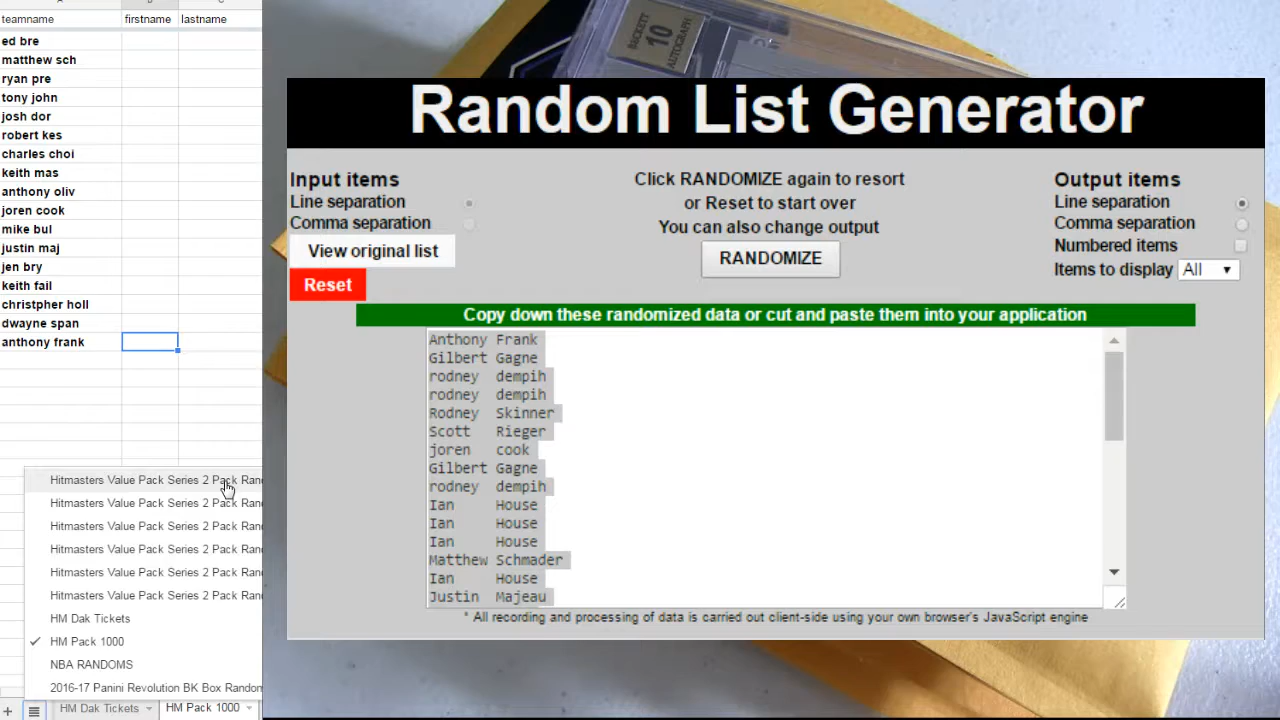 teamname firstname lastname
ed bre
matthew sch
ryan pre
tony john
josh dor
robert kes
charles choi
keith mas
anthony oliv
joren cook
mike bul
justin maj
jen bry
keith fail
christpher holl
dwayne span
anthony frank
Hitmasters Value Pack Series 2 Pack Ran
Hitmasters Value Pack Series 2 Pack Ran
Hitmasters Value Pack Series 2 Pack Ran
Hitmasters Value Pack Series 2 Pack Ran
Hitmasters Value Pack Series 2 Pack Ran
Hitmasters Value Pack Series 2 Pack Ran
HM Dak Tickets
HM Pack 1000
NBA RANDOMS
2016-17 Panini Revolution BK Box Random
HM Dak Tickets HM Pack 1000
BECKETT
10
AUTOGRAPH
Random List Generator
Input items
Line separation
Comma separation
View original list
Reset
Click RANDOMIZE again to resort
or Reset to start over
You can also change output
RANDOMIZE
Output items
Line separation
Comma separation
Numbered items
Items to display All
Copy down these randomized data or cut and paste them into your application
Anthony Frank
Gilbert Gagne
rodney dempih
rodney dempih
Rodney Skinner
Scott Rieger
joren cook
Gilbert Gagne
rodney dempih
Ian House
Ian House
Ian House
Matthew Schmader
Ian House
Justin Majeau
* All recording and processing of data is carried out client-side using your own browser's JavaScript engine